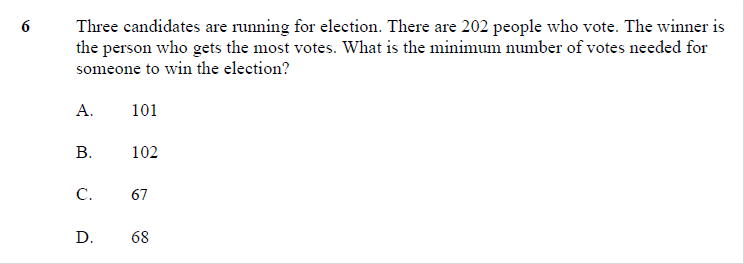 6 Three candidates are running for election. There are 202 people who vote. The winner is
the person who gets the most votes. What is the minimum number of votes needed for
someone to win the election?
A. 101
B. 102
C. 67
D. 68